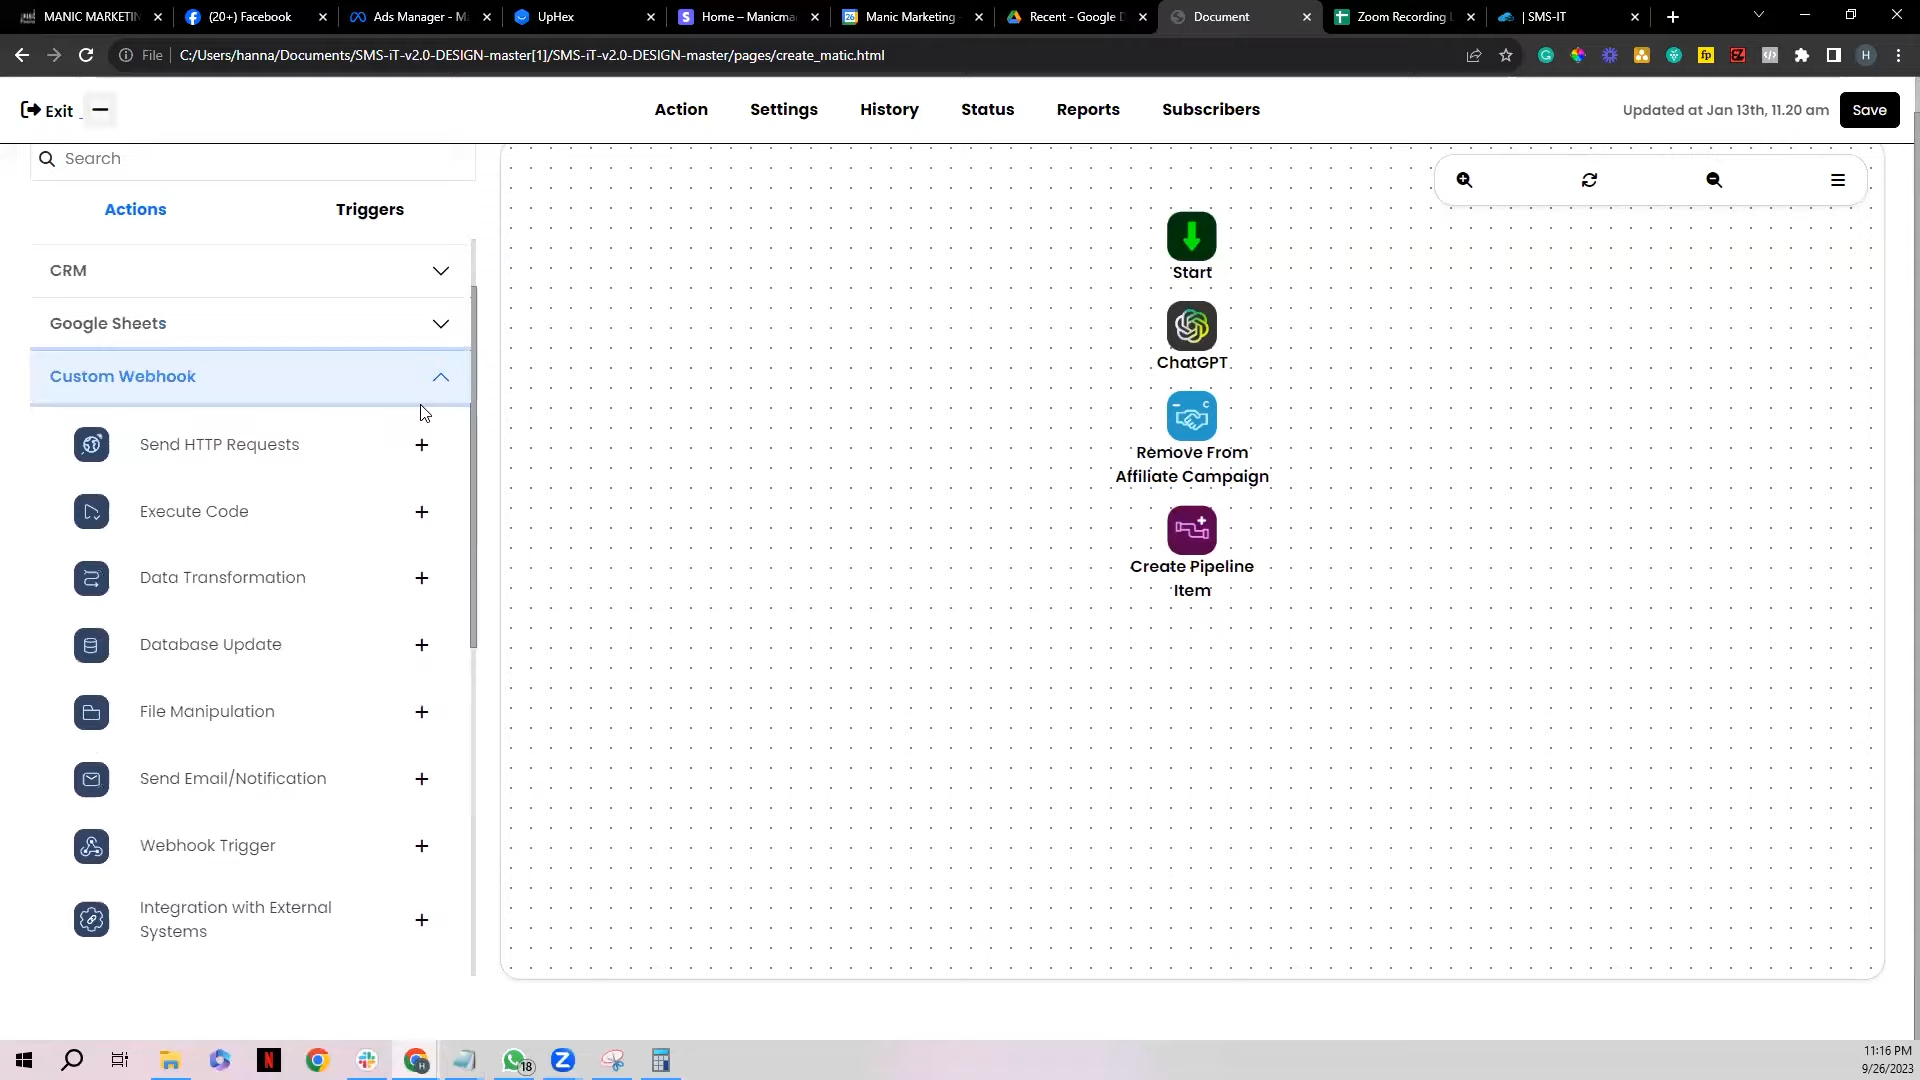 MANIC MARKETIN
(20+) Facebook
Ads Manager - M
UpHex
Home – Manicma
Manic Marketing
Recent - Google D
Document
Zoom Recording L
| SMS-IT
File
C:/Users/hanna/Documents/SMS-iT-v2.0-DESIGN-master[1]/SMS-iT-v2.0-DESIGN-master/pages/create_matic.html
Exit
Action
Settings
History
Status
Reports
Subscribers
Updated at Jan 13th, 11.20 am
Save
Search
Actions
Triggers
CRM
Google Sheets
Custom Webhook
Send HTTP Requests
Execute Code
Data Transformation
Database Update
File Manipulation
Send Email/Notification
Webhook Trigger
Integration with External
Systems
Start
ChatGPT
Remove From
Affiliate Campaign
Create Pipeline
Item
18
11:16 PM
9/26/2023